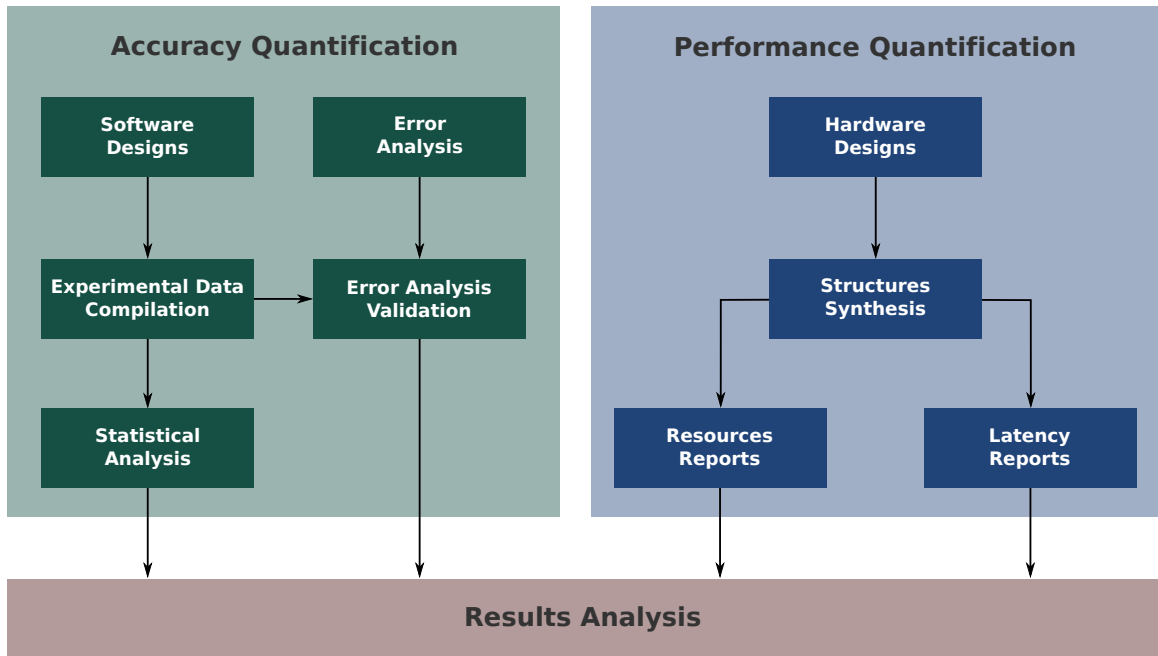 Accuracy Quantification
Software
Designs
Error
Analysis
Experimental Data
Compilation
Error Analysis
Validation
Statistical
Analysis
Performance Quantification
Hardware
Designs
Structures
Synthesis
Resources
Reports
Latency
Reports
Results Analysis